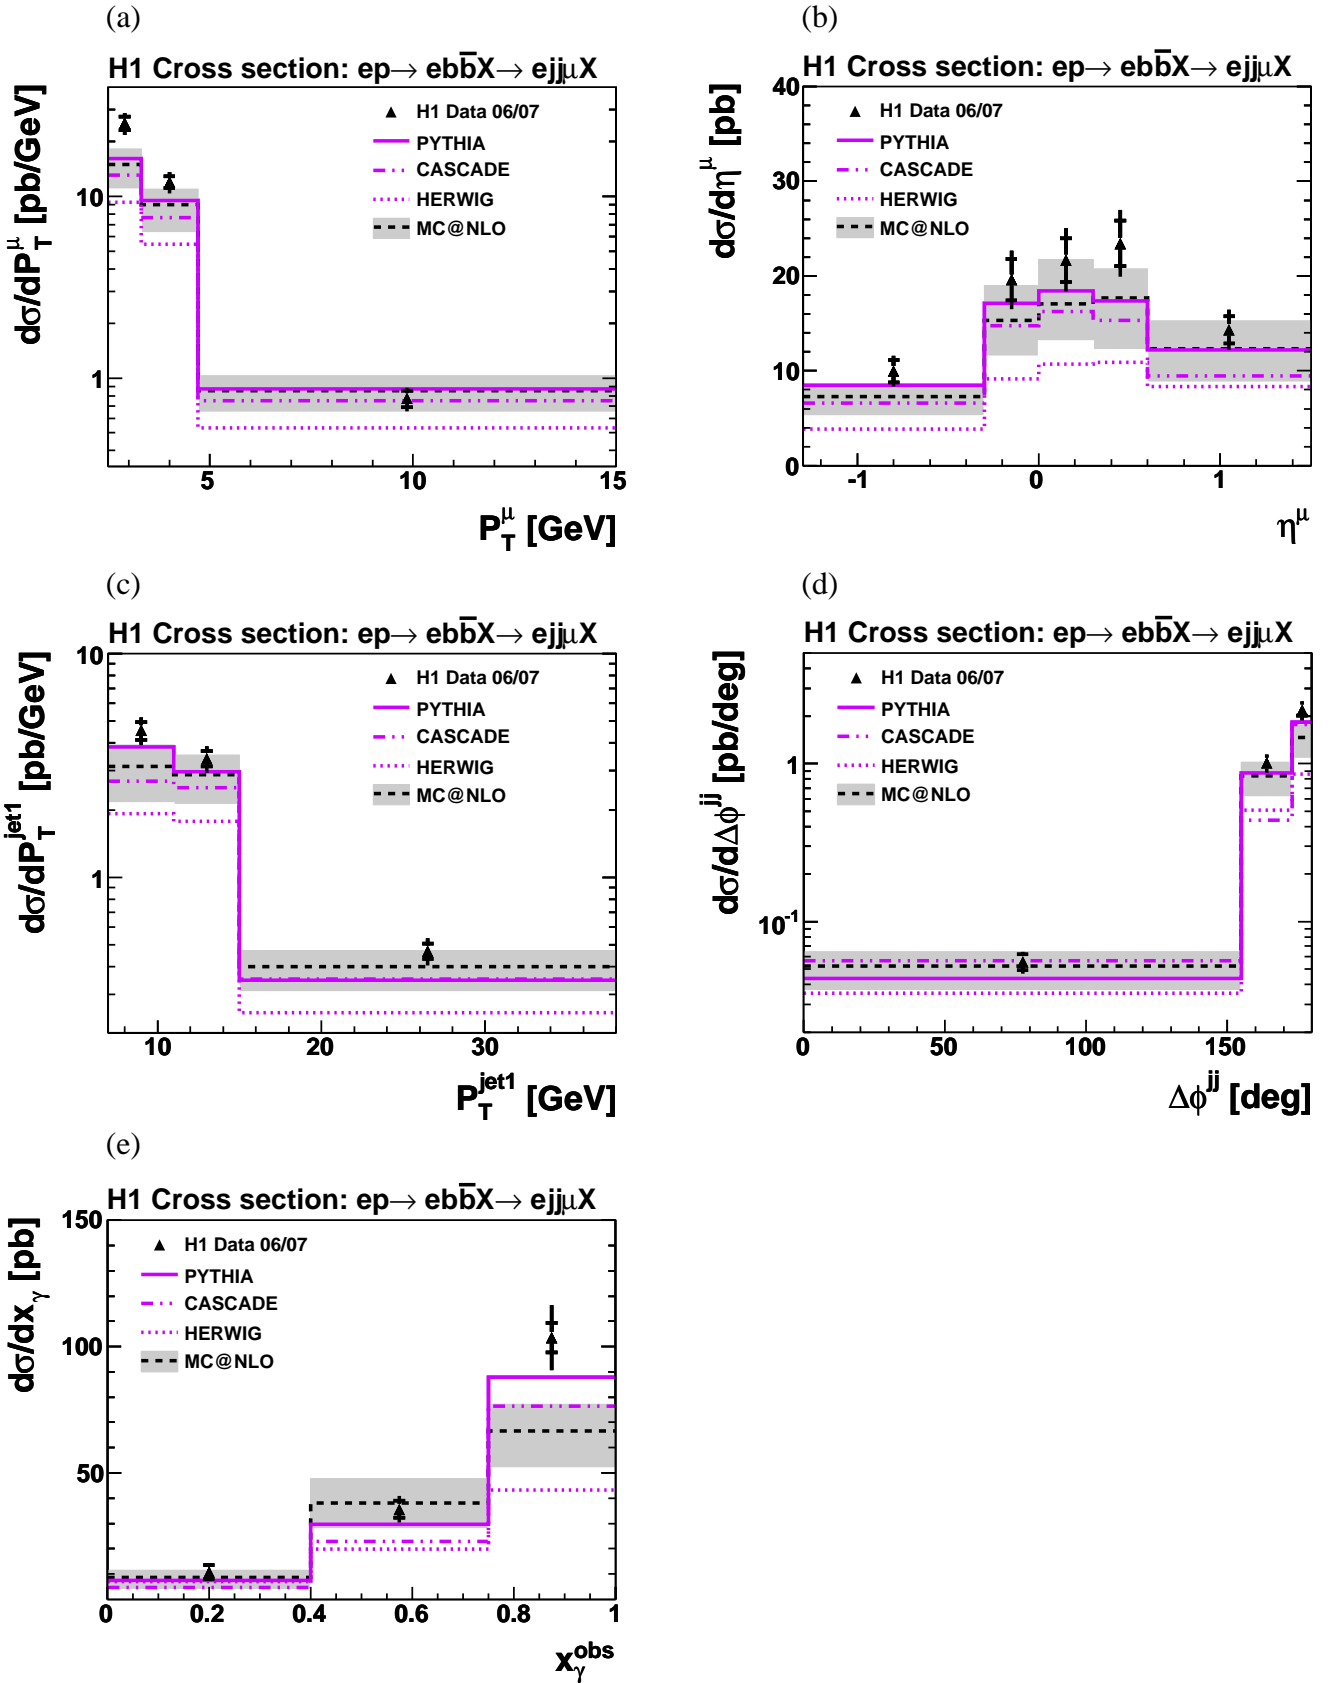 (a)
H1 Cross section: ep→ ebb̅X→ ejjμX
dσ/dP_T^μ [pb/GeV]
H1 Data 06/07
PYTHIA
CASCADE
HERWIG
MC@NLO
10
1
5 10 15
P_T^μ [GeV]
(b)
H1 Cross section: ep→ ebb̅X→ ejjμX
dσ/dη^μ [pb]
H1 Data 06/07
PYTHIA
CASCADE
HERWIG
MC@NLO
40
30
20
10
0
-1 0 1
η^μ
(c)
H1 Cross section: ep→ ebb̅X→ ejjμX
dσ/dP_T^jet1 [pb/GeV]
H1 Data 06/07
PYTHIA
CASCADE
HERWIG
MC@NLO
10
1
10 20 30
P_T^jet1 [GeV]
(d)
H1 Cross section: ep→ ebb̅X→ ejjμX
dσ/dΔϕ^jj [pb/deg]
H1 Data 06/07
PYTHIA
CASCADE
HERWIG
MC@NLO
1
10^-1
0 50 100 150
Δϕ^jj [deg]
(e)
H1 Cross section: ep→ ebb̅X→ ejjμX
dσ/dx_γ [pb]
H1 Data 06/07
PYTHIA
CASCADE
HERWIG
MC@NLO
150
100
50
0 0.2 0.4 0.6 0.8 1
x_γ^obs